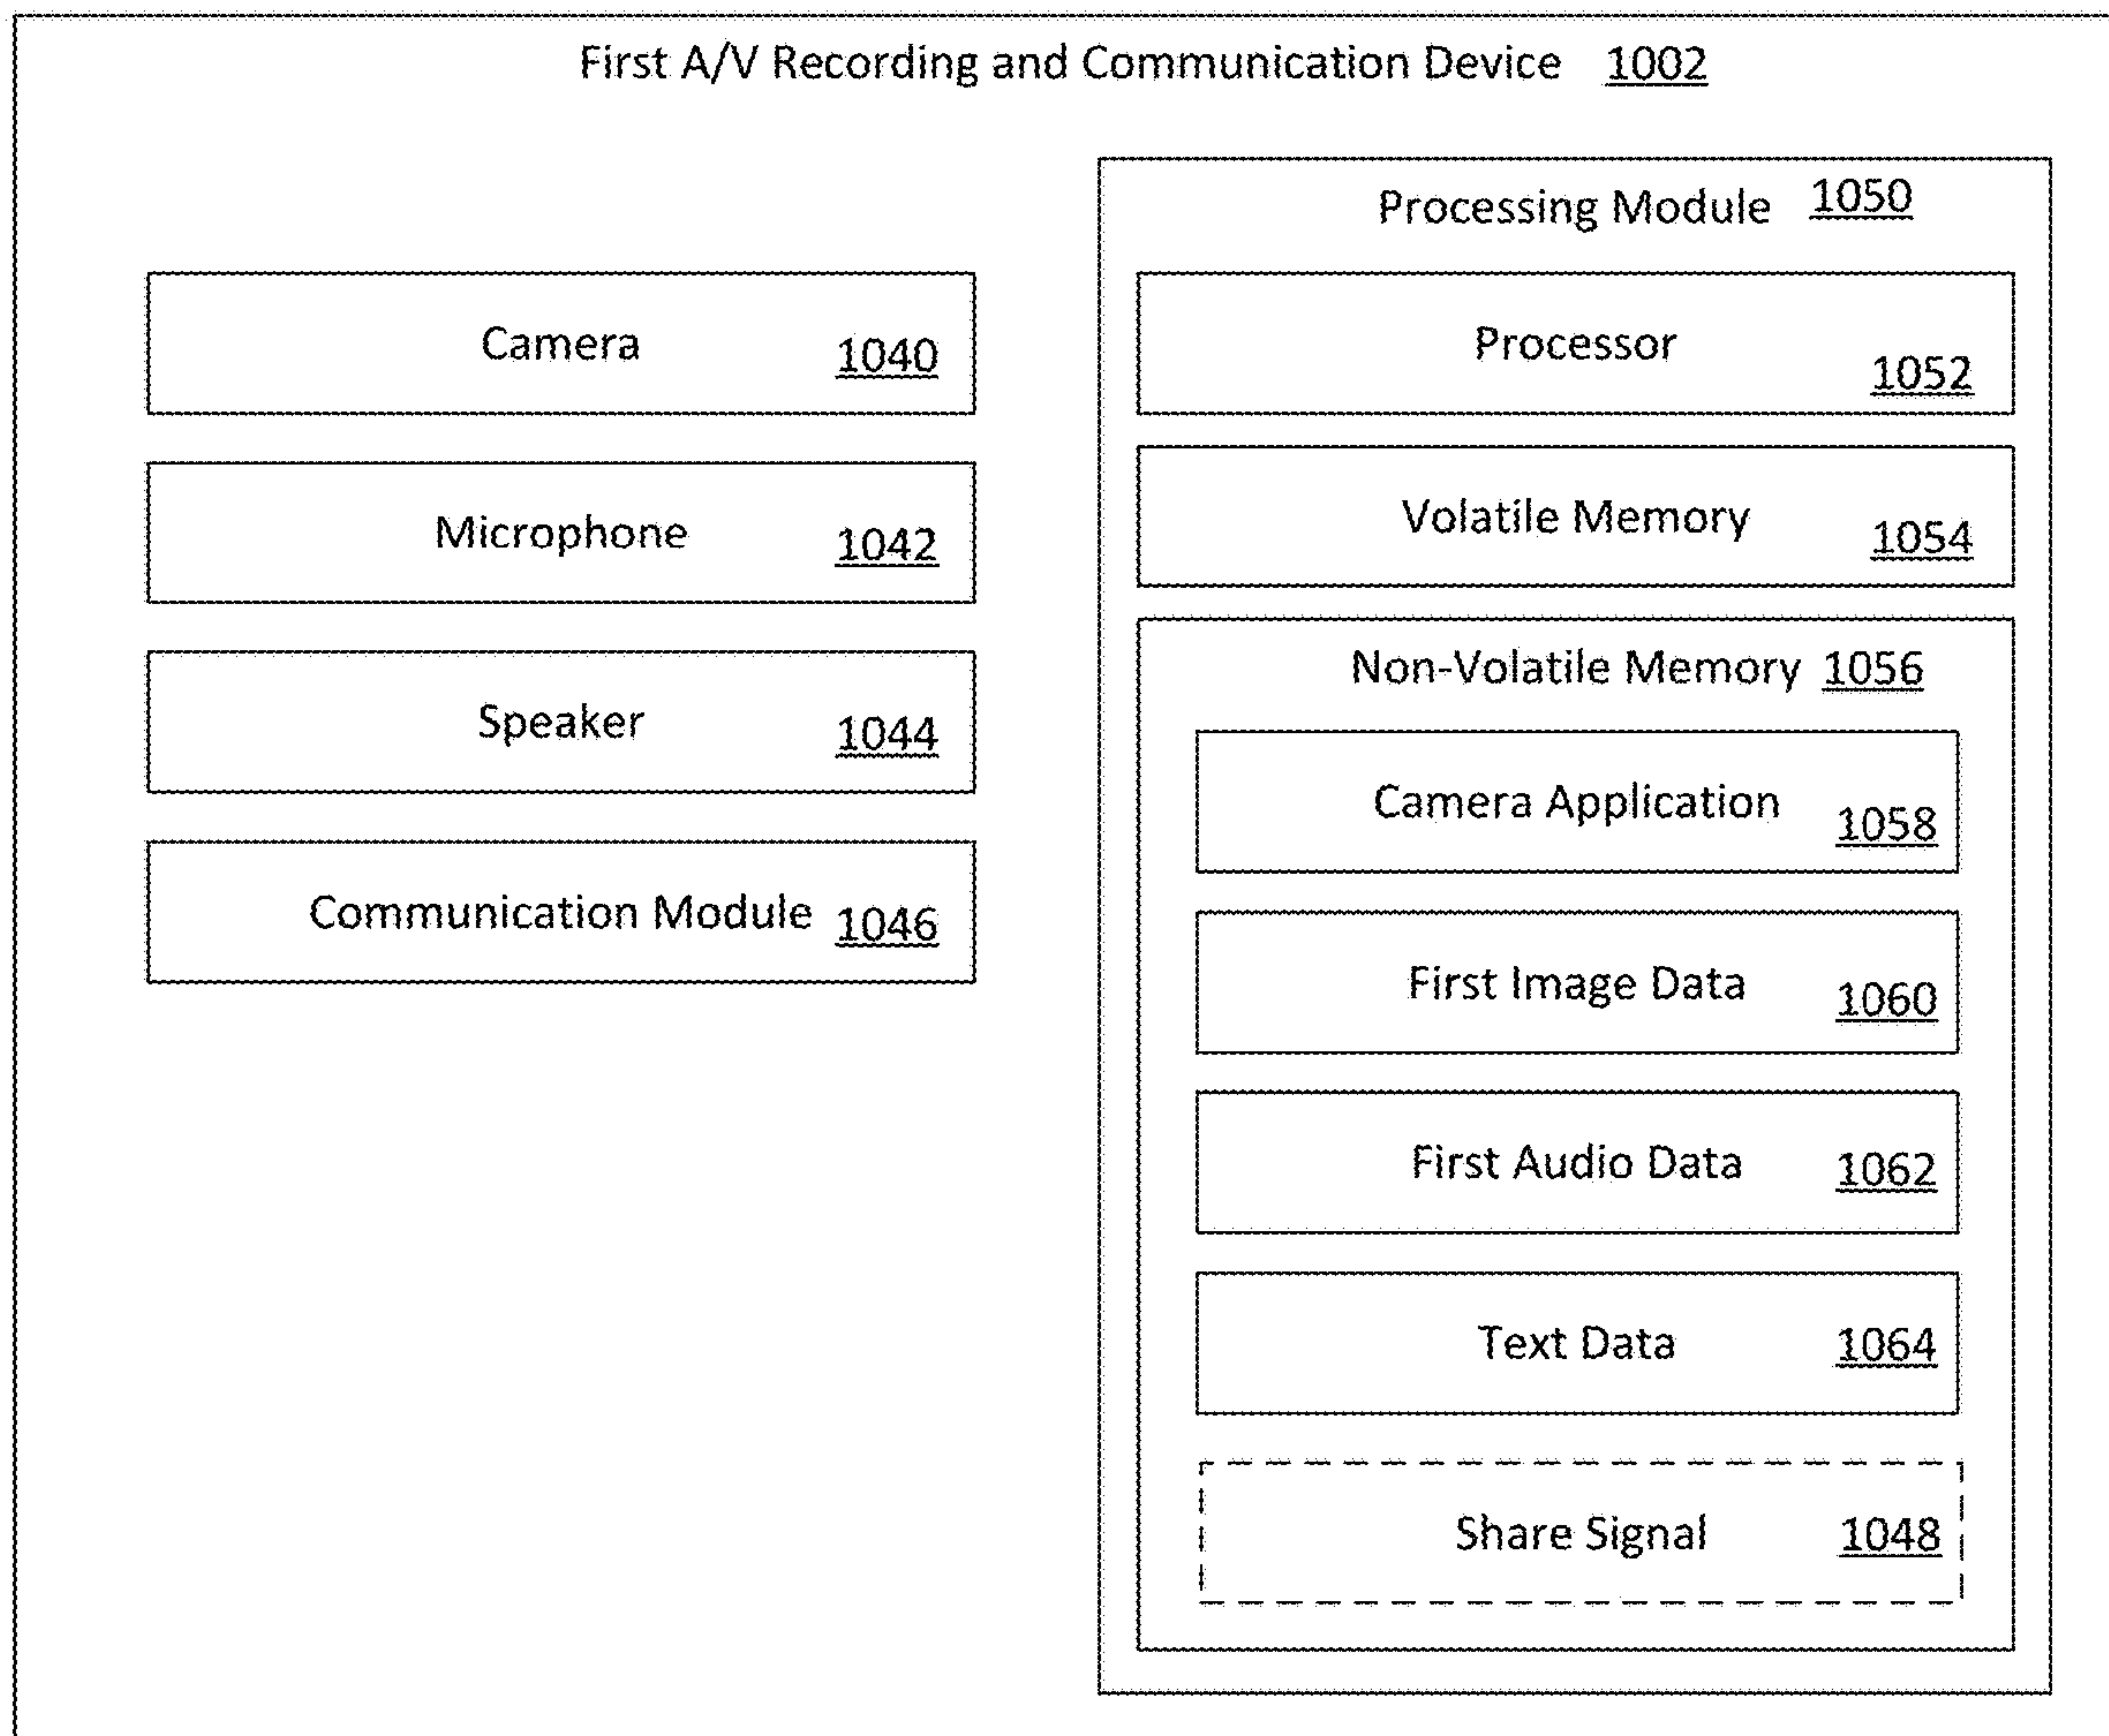 First A/V Recording and Communication Device 1002
Camera 1040
Microphone 1042
Speaker 1044
Communication Module 1046
Processing Module 1050
Processor 1052
Volatile Memory 1054
Non-Volatile Memory 1056
Camera Application 1058
First Image Data 1060
First Audio Data 1062
Text Data 1064
Share Signal 1048